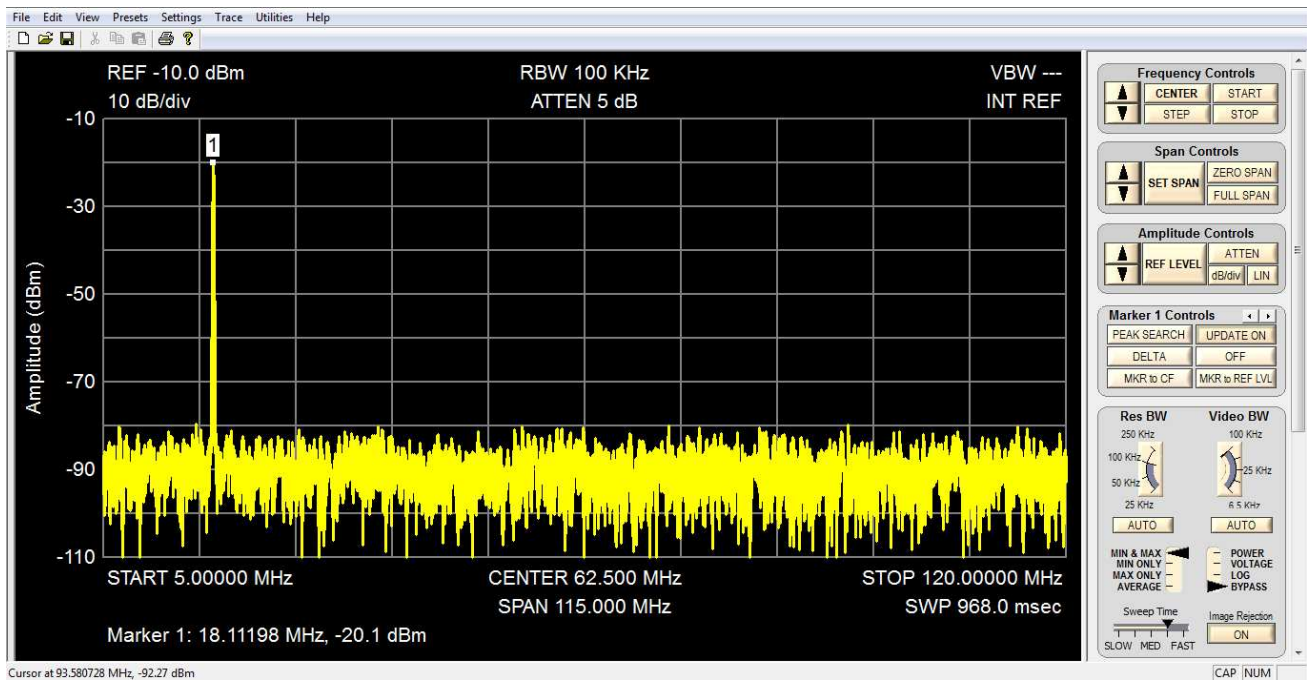 File Edit View Presets Settings Trace Utilities Help
REF -10.0 dBm RBW 100 KHz VBW ---
10 dB/div ATTEN 5 dB INT REF
-10
1
-30
-50
-70
-90
-110
Amplitude (dBm)
START 5.00000 MHz CENTER 62.500 MHz STOP 120.00000 MHz
SPAN 115.000 MHz SWP 968.0 msec
Marker 1: 18.11198 MHz, -20.1 dBm
Frequency Controls
CENTER START
STEP STOP
Span Controls
SET SPAN ZERO SPAN
FULL SPAN
Amplitude Controls
REF LEVEL ATTEN
dB/div LIN
Marker 1 Controls
PEAK SEARCH UPDATE ON
DELTA OFF
MKR to CF MKR to REF LVL
Res BW Video BW
250 KHz 100 KHz
100 KHz 25 KHz
50 KHz
25 KHz 6.5 KHz
AUTO AUTO
MIN & MAX POWER
MIN ONLY VOLTAGE
MAX ONLY LOG
AVERAGE BYPASS
Sweep Time Image Rejection
SLOW MED FAST ON
Cursor at 93.580728 MHz, -92.27 dBm CAP NUM